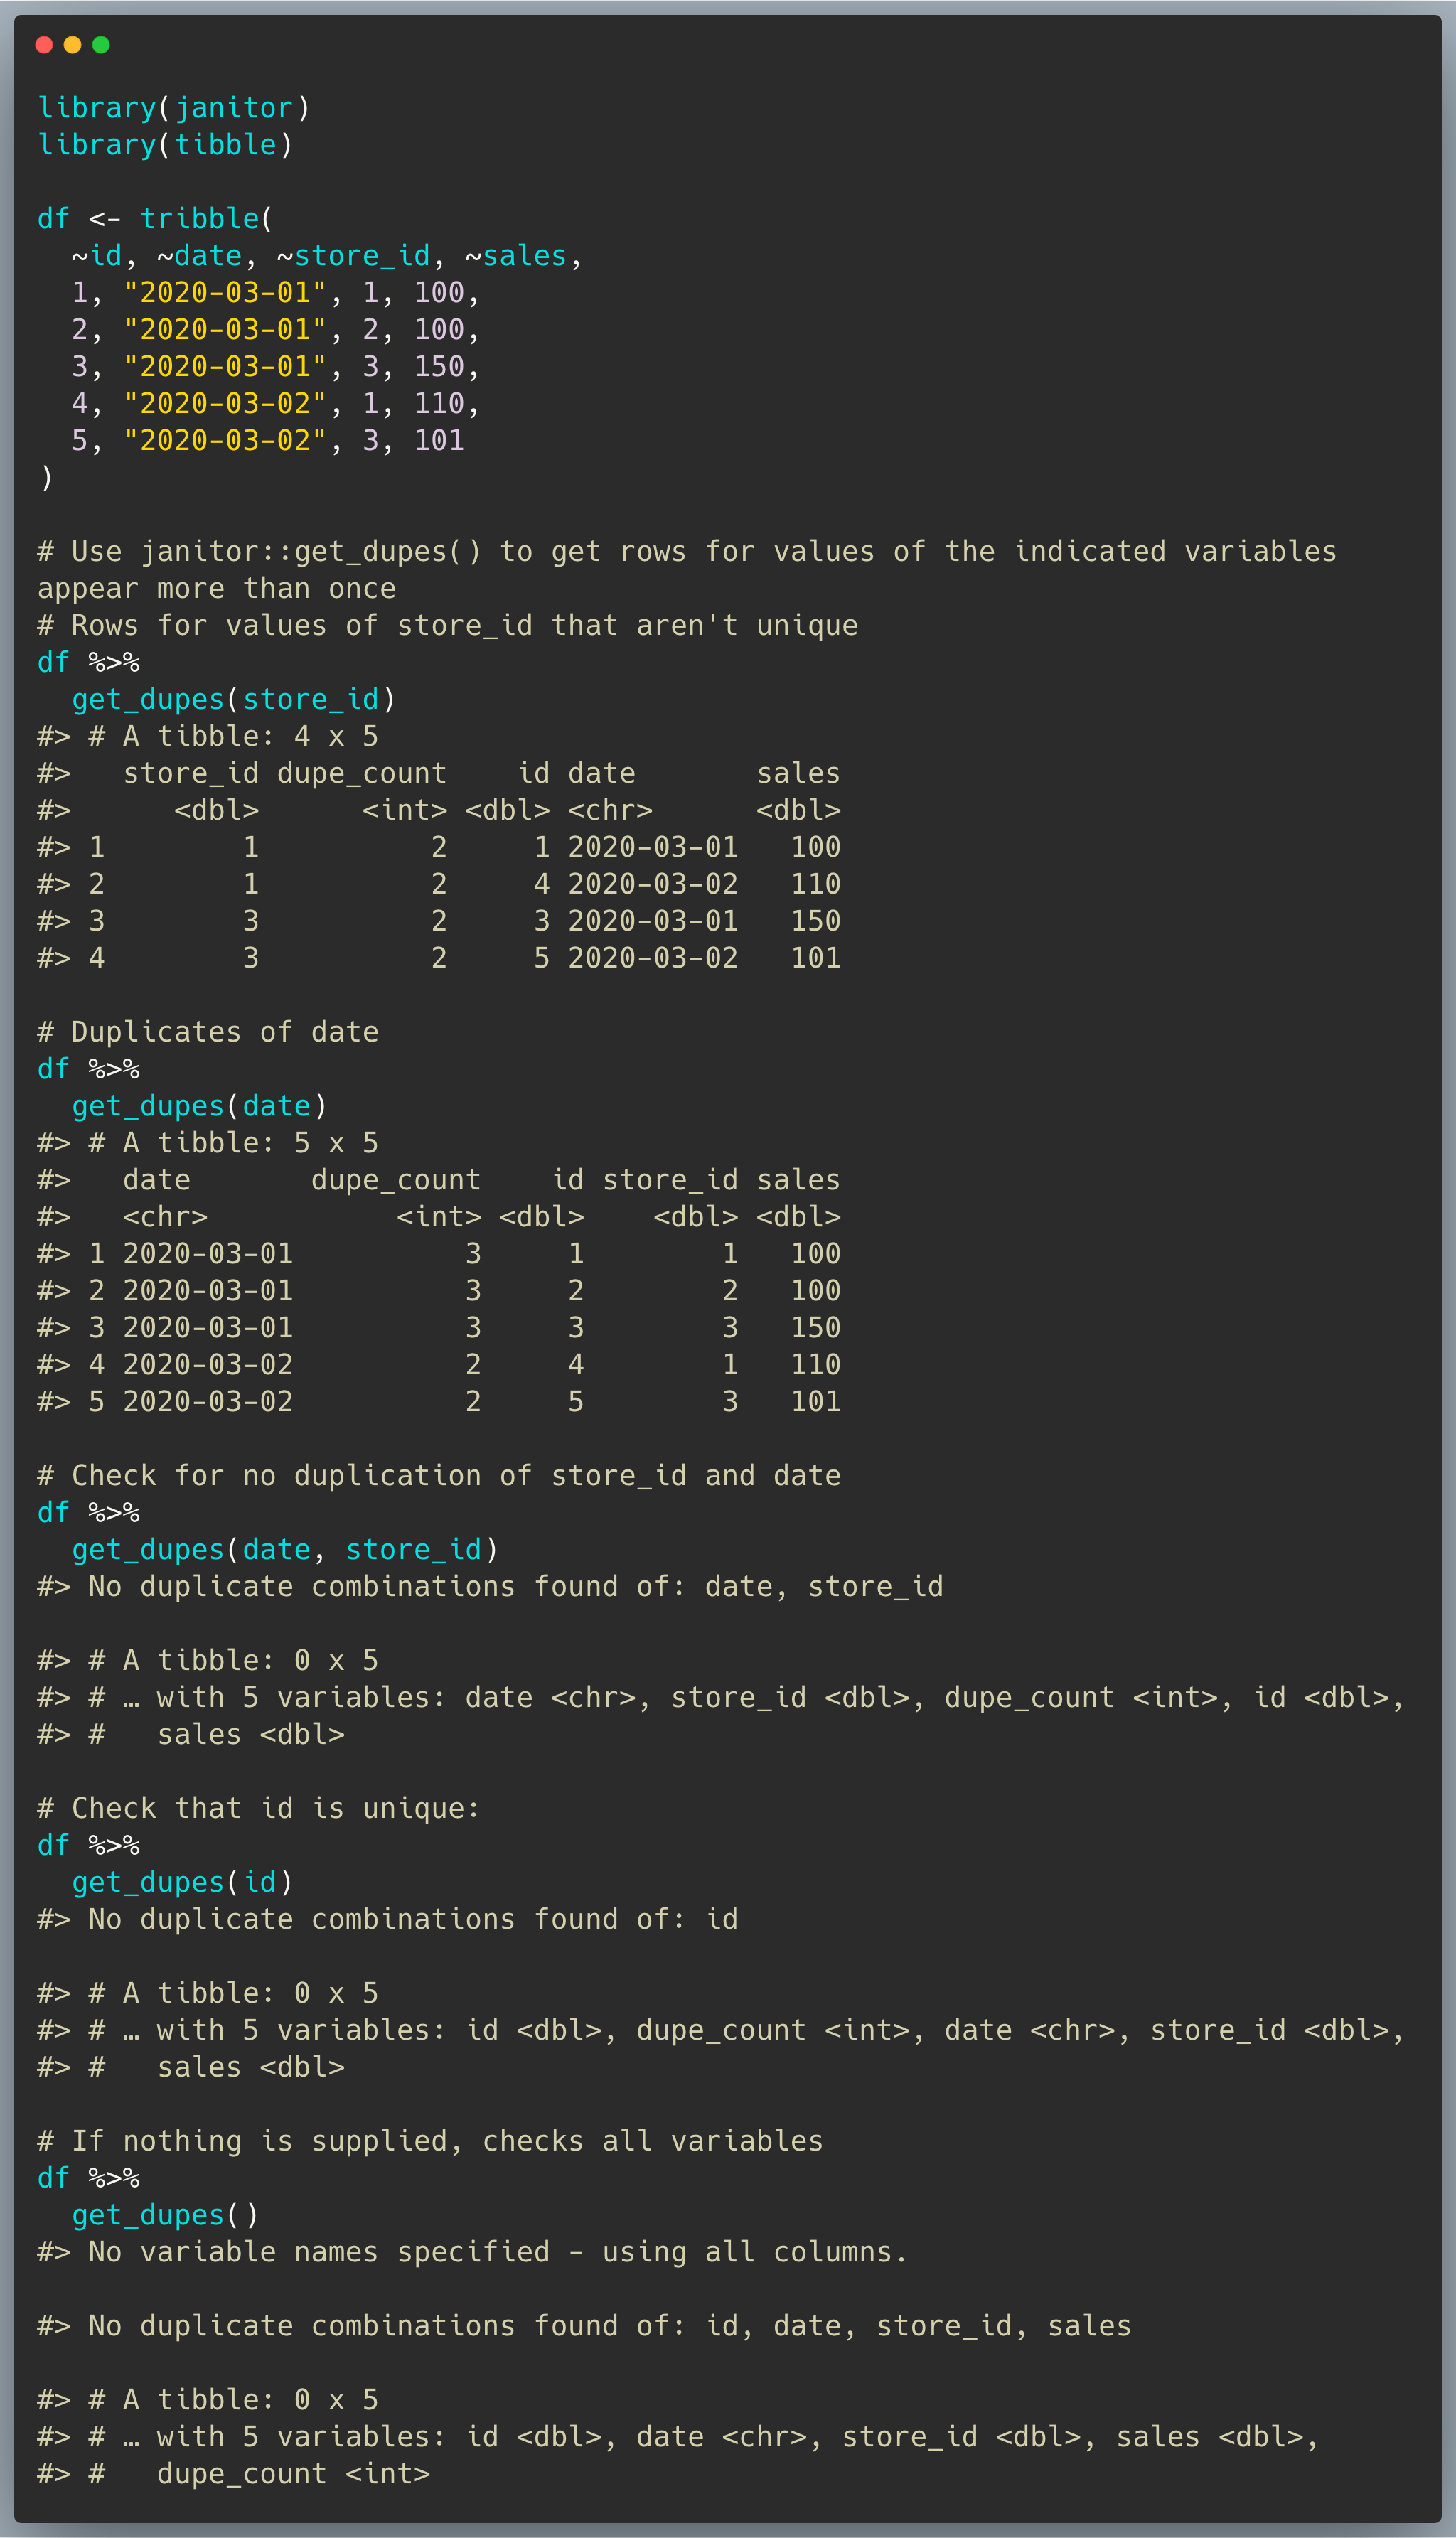 library(janitor)
library(tibble)

df <- tribble(
  ~id, ~date, ~store_id, ~sales,
  1, "2020-03-01", 1, 100,
  2, "2020-03-01", 2, 100,
  3, "2020-03-01", 3, 150,
  4, "2020-03-02", 1, 110,
  5, "2020-03-02", 3, 101
)

# Use janitor::get_dupes() to get rows for values of the indicated variables
appear more than once
# Rows for values of store_id that aren't unique
df %>%
  get_dupes(store_id)
#> # A tibble: 4 x 5
#>   store_id dupe_count    id date       sales
#>      <dbl>      <int> <dbl> <chr>      <dbl>
#> 1        1          2     1 2020-03-01   100
#> 2        1          2     4 2020-03-02   110
#> 3        3          2     3 2020-03-01   150
#> 4        3          2     5 2020-03-02   101

# Duplicates of date
df %>%
  get_dupes(date)
#> # A tibble: 5 x 5
#>   date       dupe_count    id store_id sales
#>   <chr>           <int> <dbl>    <dbl> <dbl>
#> 1 2020-03-01          3     1        1   100
#> 2 2020-03-01          3     2        2   100
#> 3 2020-03-01          3     3        3   150
#> 4 2020-03-02          2     4        1   110
#> 5 2020-03-02          2     5        3   101

# Check for no duplication of store_id and date
df %>%
  get_dupes(date, store_id)
#> No duplicate combinations found of: date, store_id

#> # A tibble: 0 x 5
#> # … with 5 variables: date <chr>, store_id <dbl>, dupe_count <int>, id <dbl>,
#> #   sales <dbl>

# Check that id is unique:
df %>%
  get_dupes(id)
#> No duplicate combinations found of: id

#> # A tibble: 0 x 5
#> # … with 5 variables: id <dbl>, dupe_count <int>, date <chr>, store_id <dbl>,
#> #   sales <dbl>

# If nothing is supplied, checks all variables
df %>%
  get_dupes()
#> No variable names specified - using all columns.

#> No duplicate combinations found of: id, date, store_id, sales

#> # A tibble: 0 x 5
#> # … with 5 variables: id <dbl>, date <chr>, store_id <dbl>, sales <dbl>,
#> #   dupe_count <int>